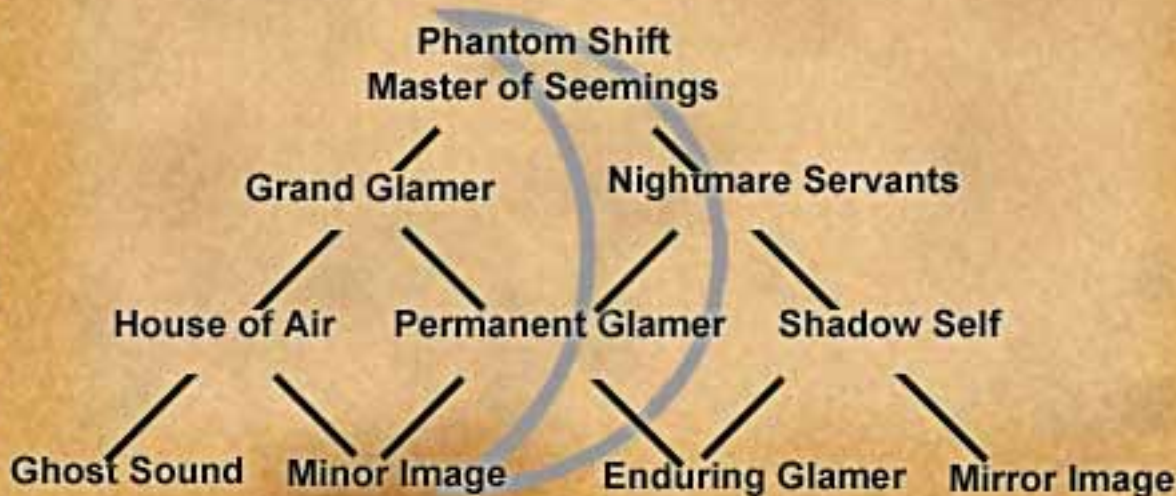 Phantom Shift
Master of Seemings
Grand Glamer
Nightmare Servants
House of Air
Permanent Glamer
Shadow Self
Ghost Sound
Minor Image
Enduring Glamer
Mirror Image